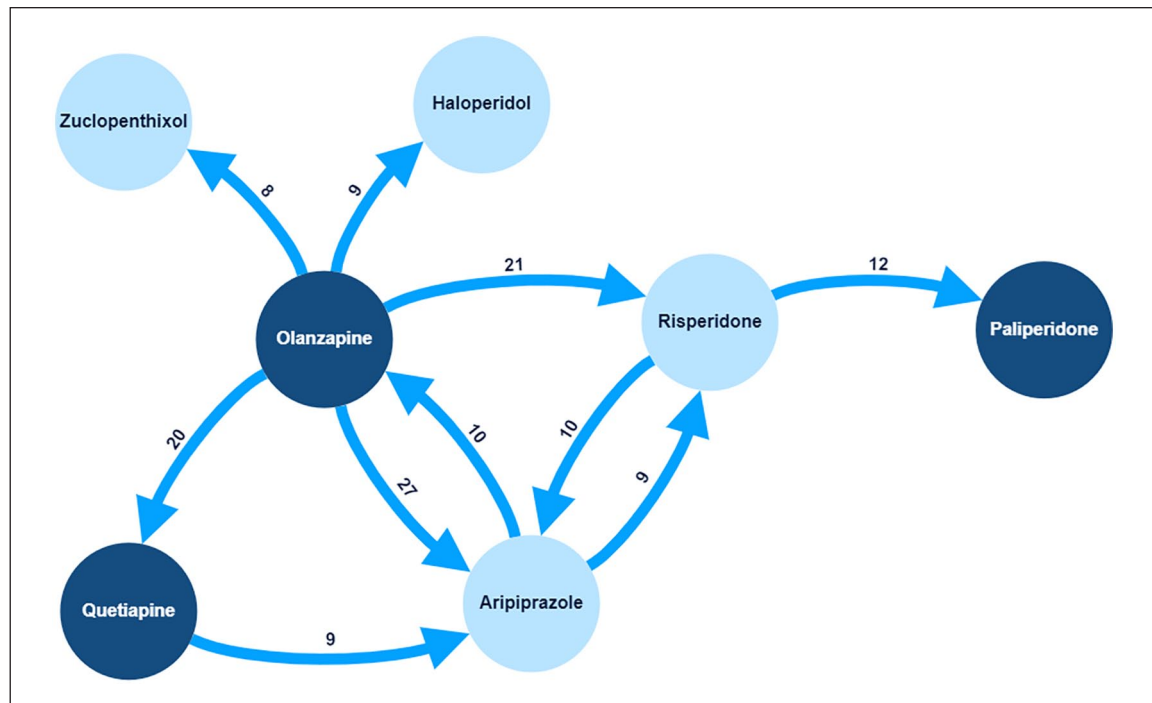 Zuclopenthixol
Haloperidol
8
9
21
12
Olanzapine
Risperidone
Paliperidone
20
27
10
10
9
Quetiapine
Aripiprazole
9